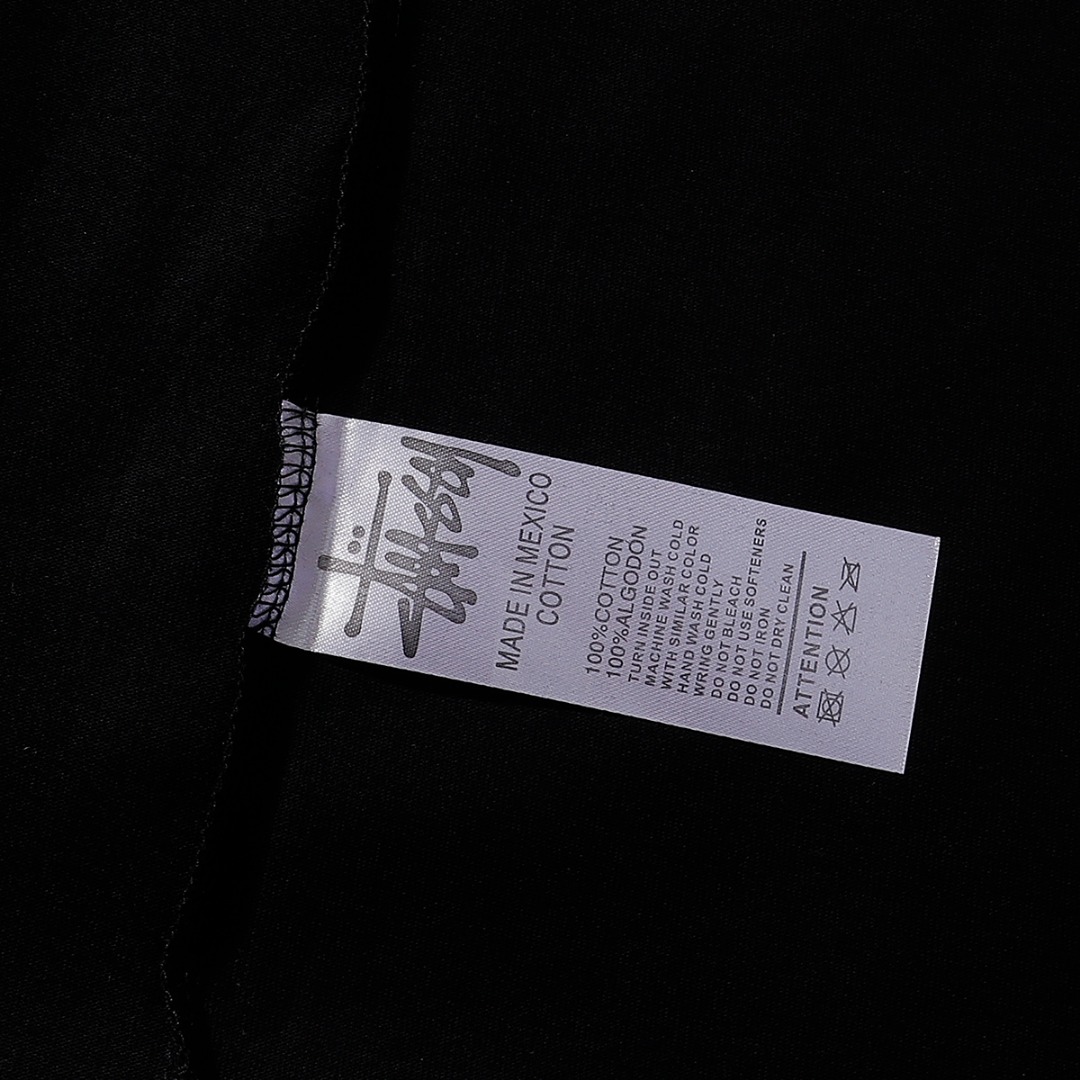 Stüssy
MADE IN MEXICO
COTTON
100%COTTON
100%ALGODON
TURN INSIDE OUT
MACHINE WASH COLD
WITH SIMILAR COLOR
HAND WASH COLD
WRING GENTLY
DO NOT BLEACH
DO NOT USE SOFTENERS
DO NOT IRON
DO NOT DRY CLEAN
ATTENTION